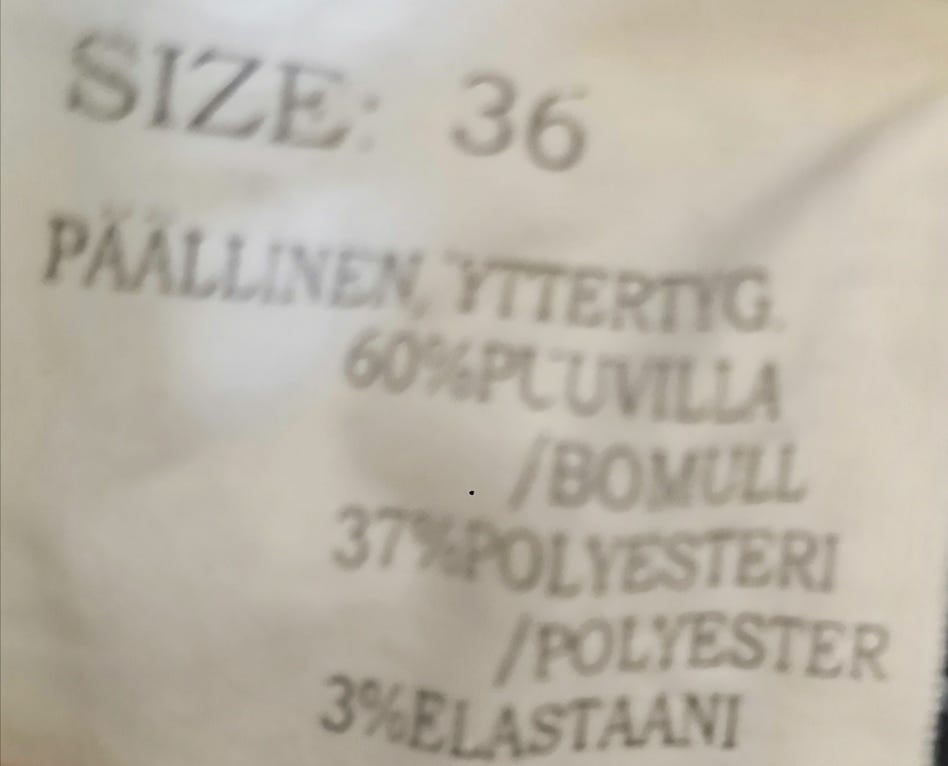 SIZE: 36
PÄÄLLINEN, YTTERTYG.
60%PUUVILLA
/BOMULL
37%POLYESTERI
/POLYESTER
3%ELASTAANI